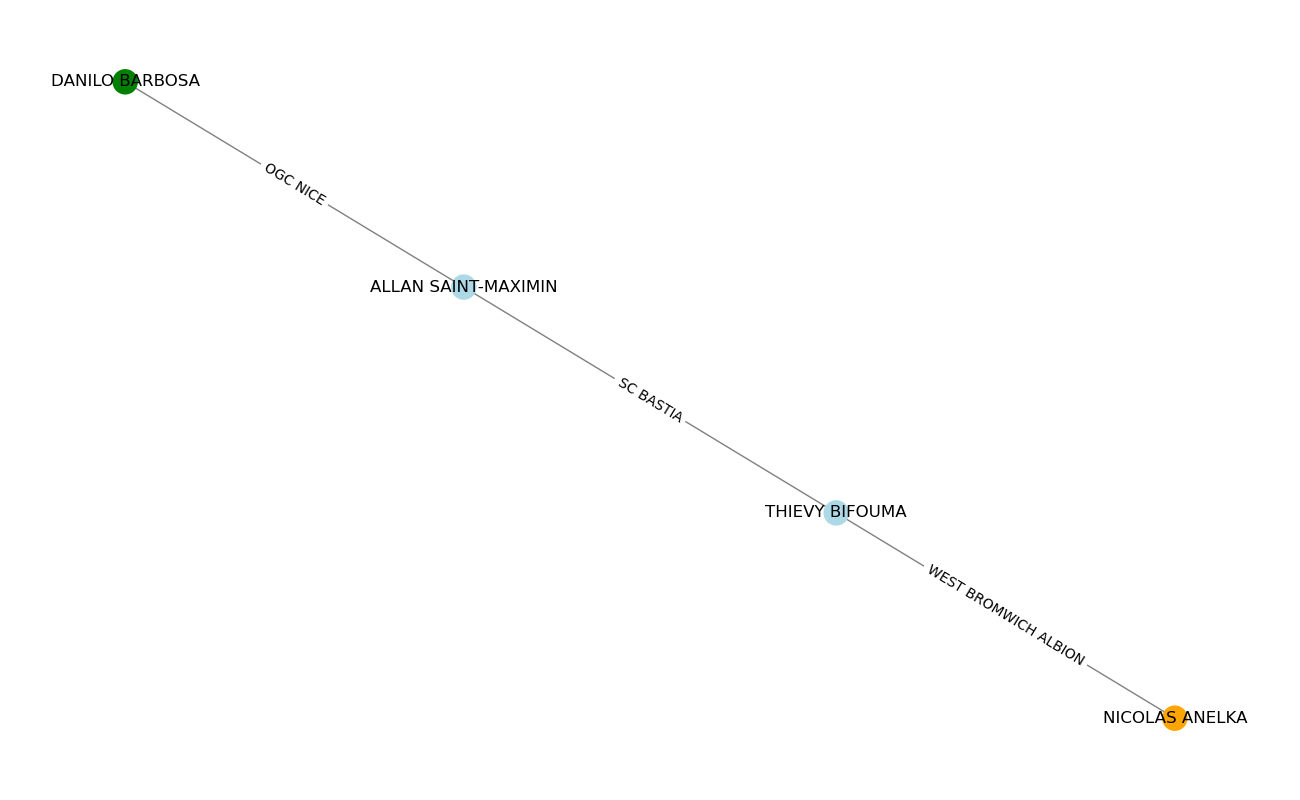 DANILO BARBOSA
OGC NICE
ALLAN SAINT-MAXIMIN
SC BASTIA
THIEVY BIFOUMA
WEST BROMWICH ALBION
NICOLAS ANELKA